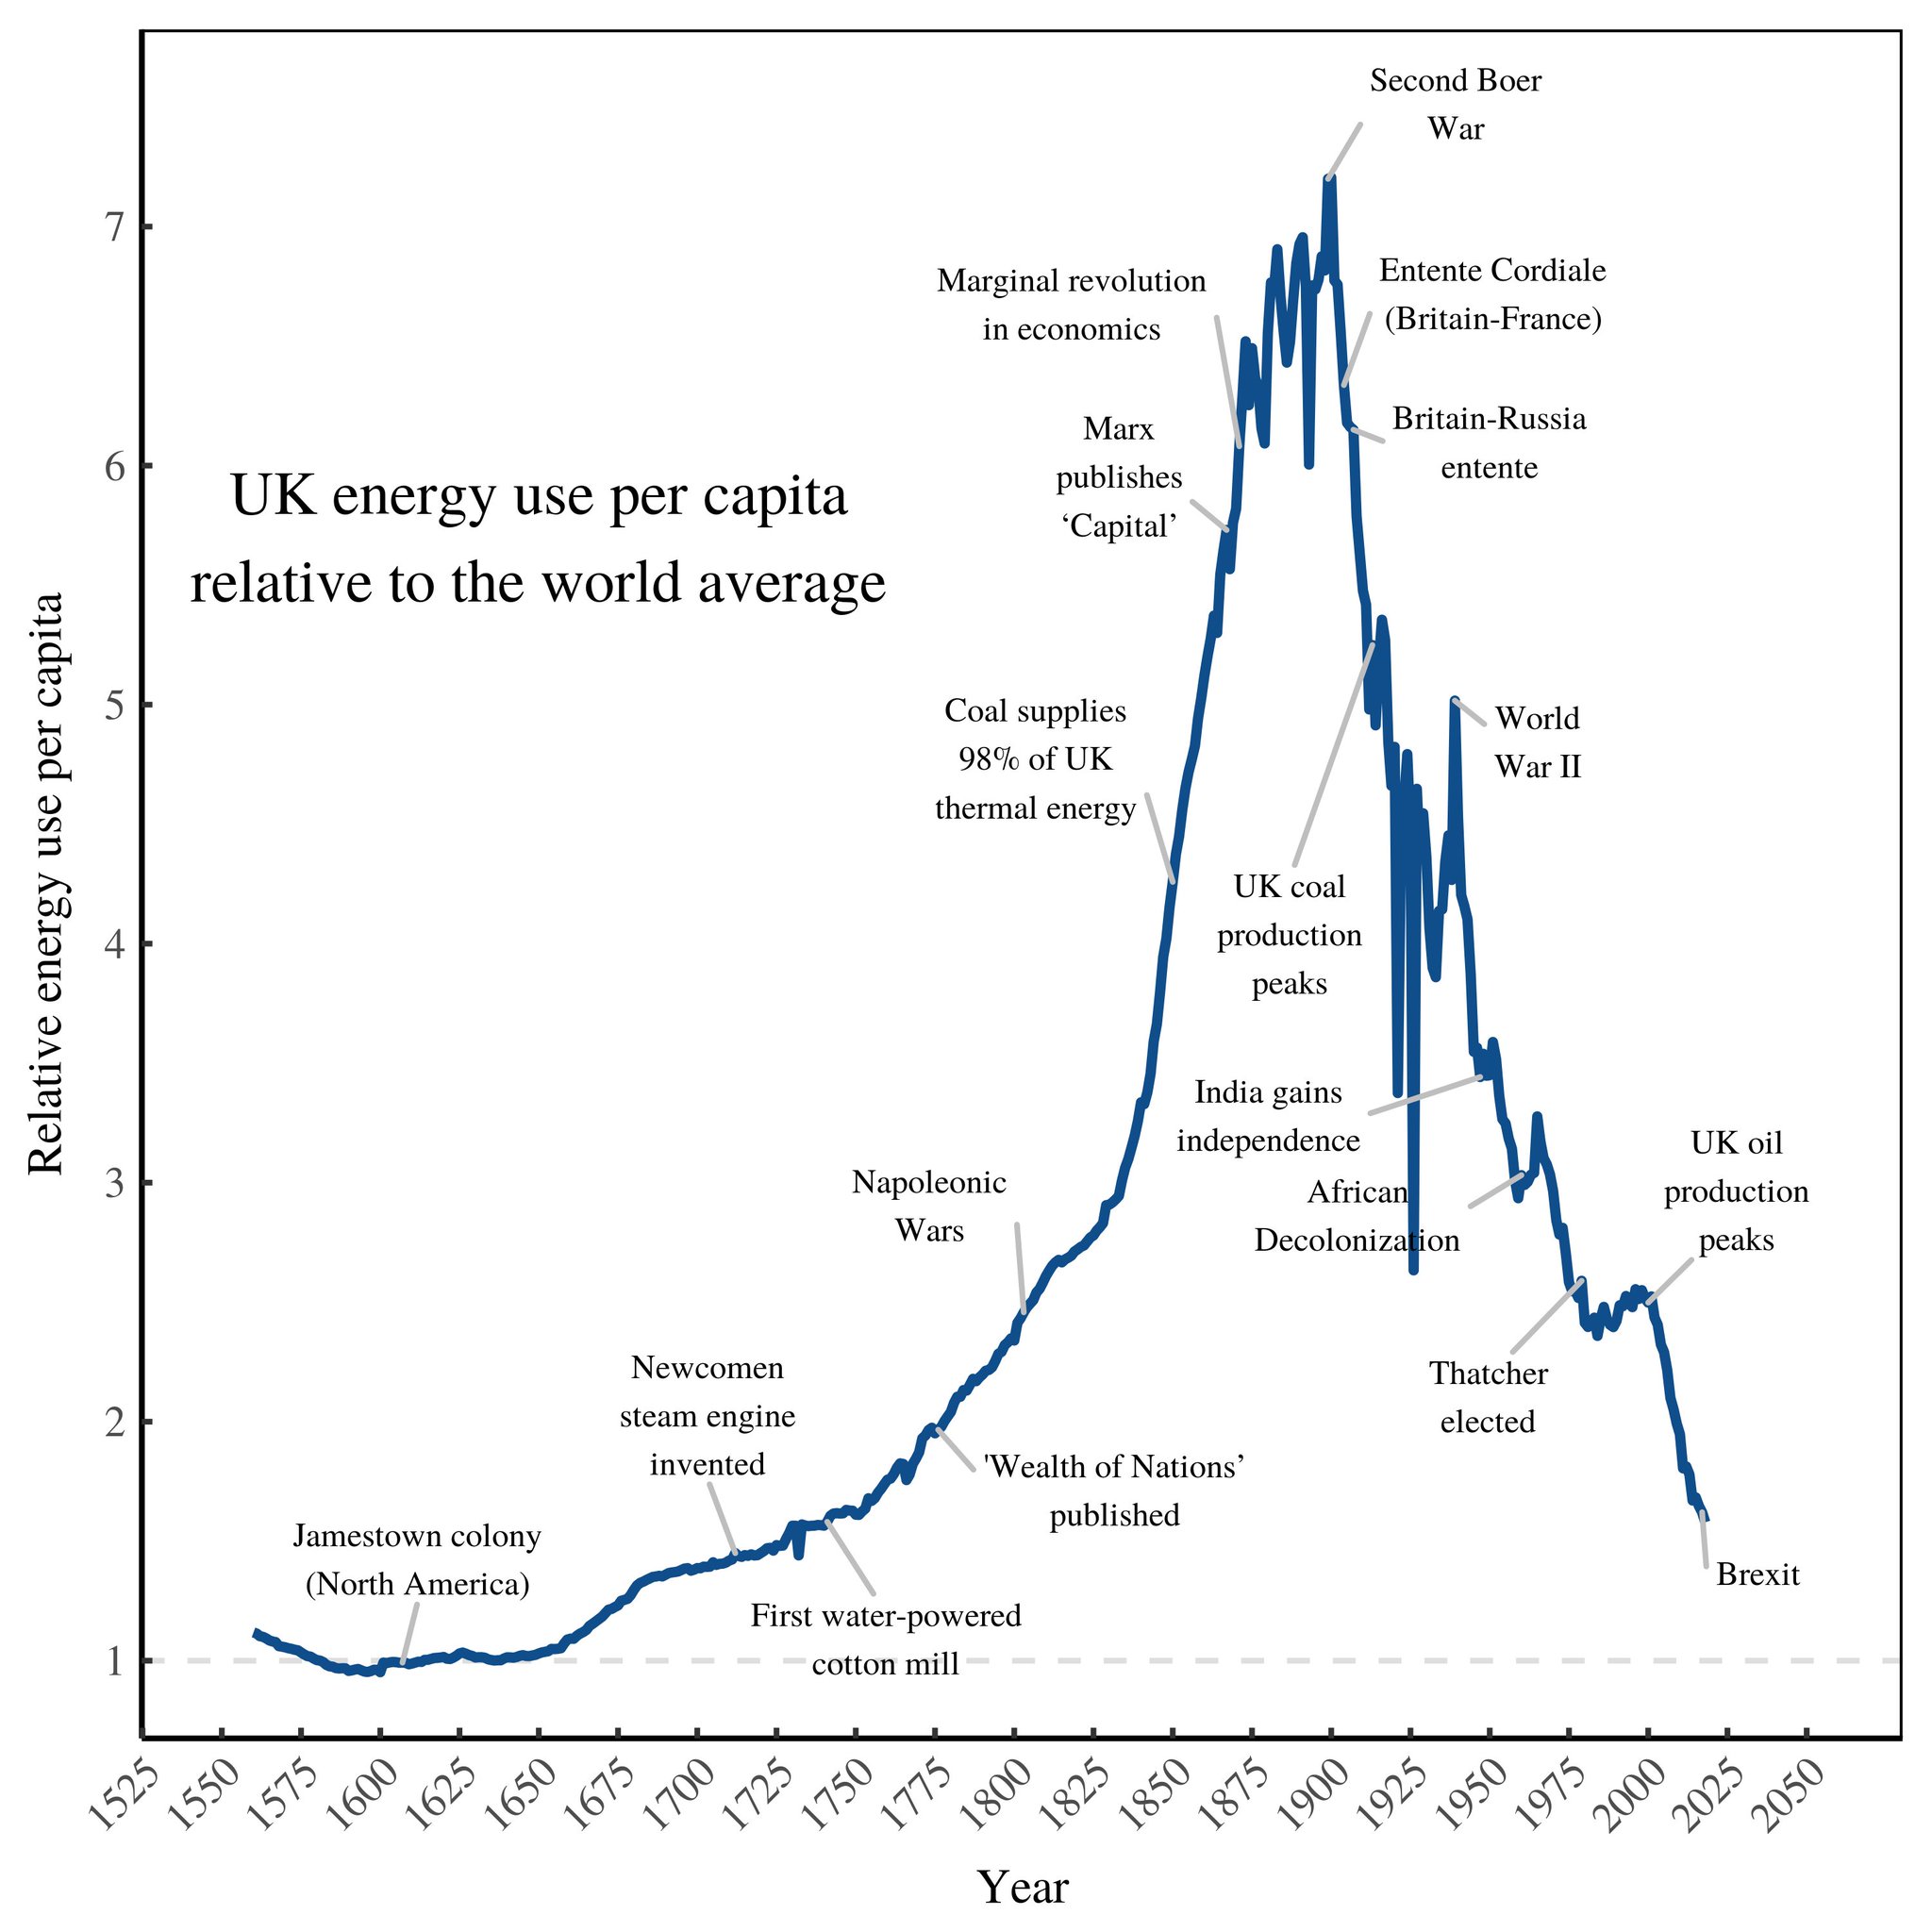 Second Boer
War
7
Entente Cordiale
(Britain-France)
Marginal revolution
in economics
Britain-Russia
entente
Marx
publishes
‘Capital’
6
UK energy use per capita
relative to the world average
Relative energy use per capita
5
Coal supplies
98% of UK
thermal energy
World
War II
UK coal
production
peaks
4
India gains
independence
UK oil
production
peaks
African
Decolonization
3
Napoleonic
Wars
Newcomen
steam engine
invented
Thatcher
elected
2
'Wealth of Nations’
published
Jamestown colony
(North America)
Brexit
First water-powered
cotton mill
1
1525 1550 1575 1600 1625 1650 1675 1700 1725 1750 1775 1800 1825 1850 1875 1900 1925 1950 1975 2000 2025 2050
Year